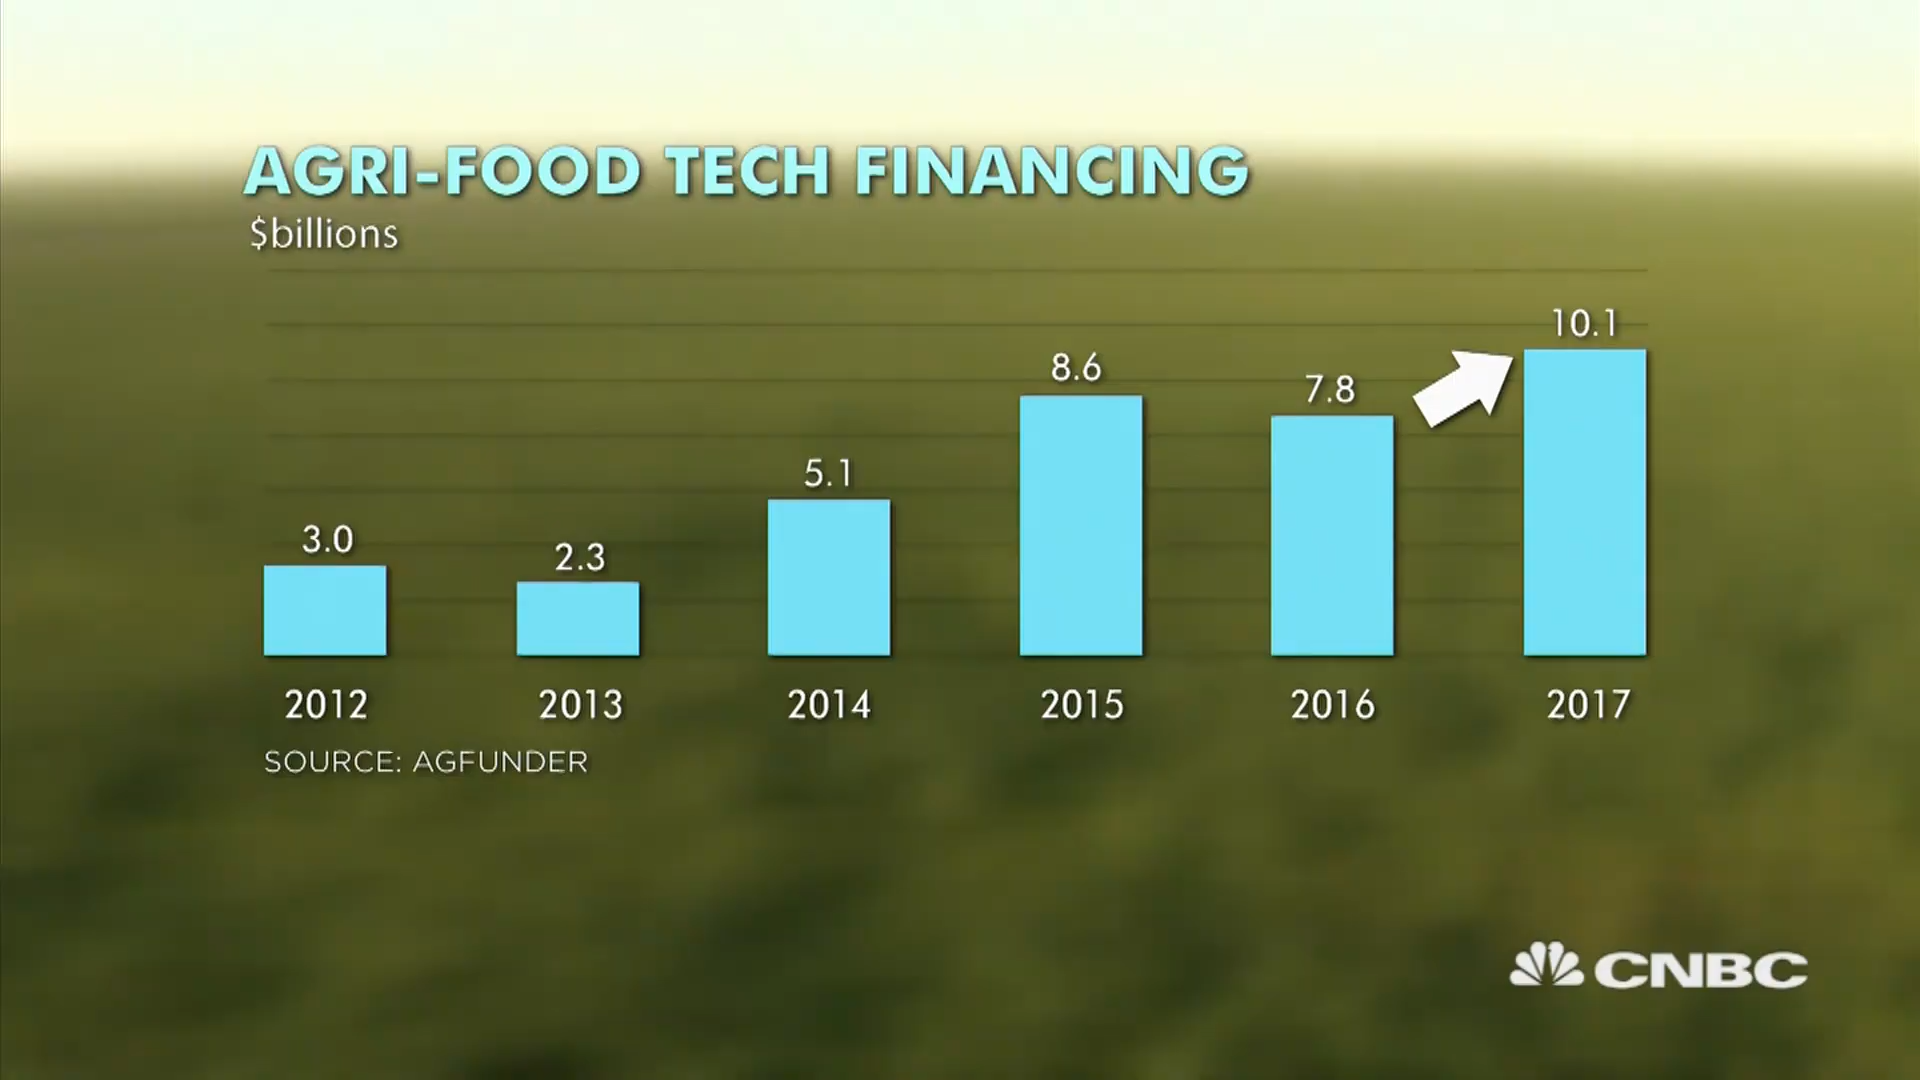 AGRI-FOOD TECH FINANCING
$billions
3.0
2.3
5.1
8.6
7.8
10.1
2012 2013 2014 2015 2016 2017
SOURCE: AGFUNDER
CNBC